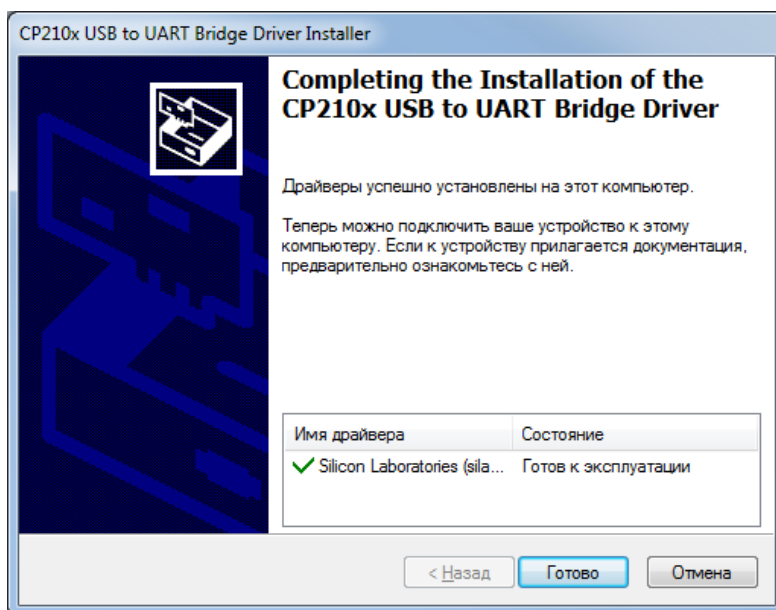 CP210x USB to UART Bridge Driver Installer
Completing the Installation of the
CP210x USB to UART Bridge Driver
Драйверы успешно установлены на этот компьютер.
Теперь можно подключить ваше устройство к этому
компьютеру. Если к устройству прилагается документация,
предварительно ознакомьтесь с ней.
Имя драйвера Состояние
Silicon Laboratories (sila... Готов к эксплуатации
< Назад Готово Отмена